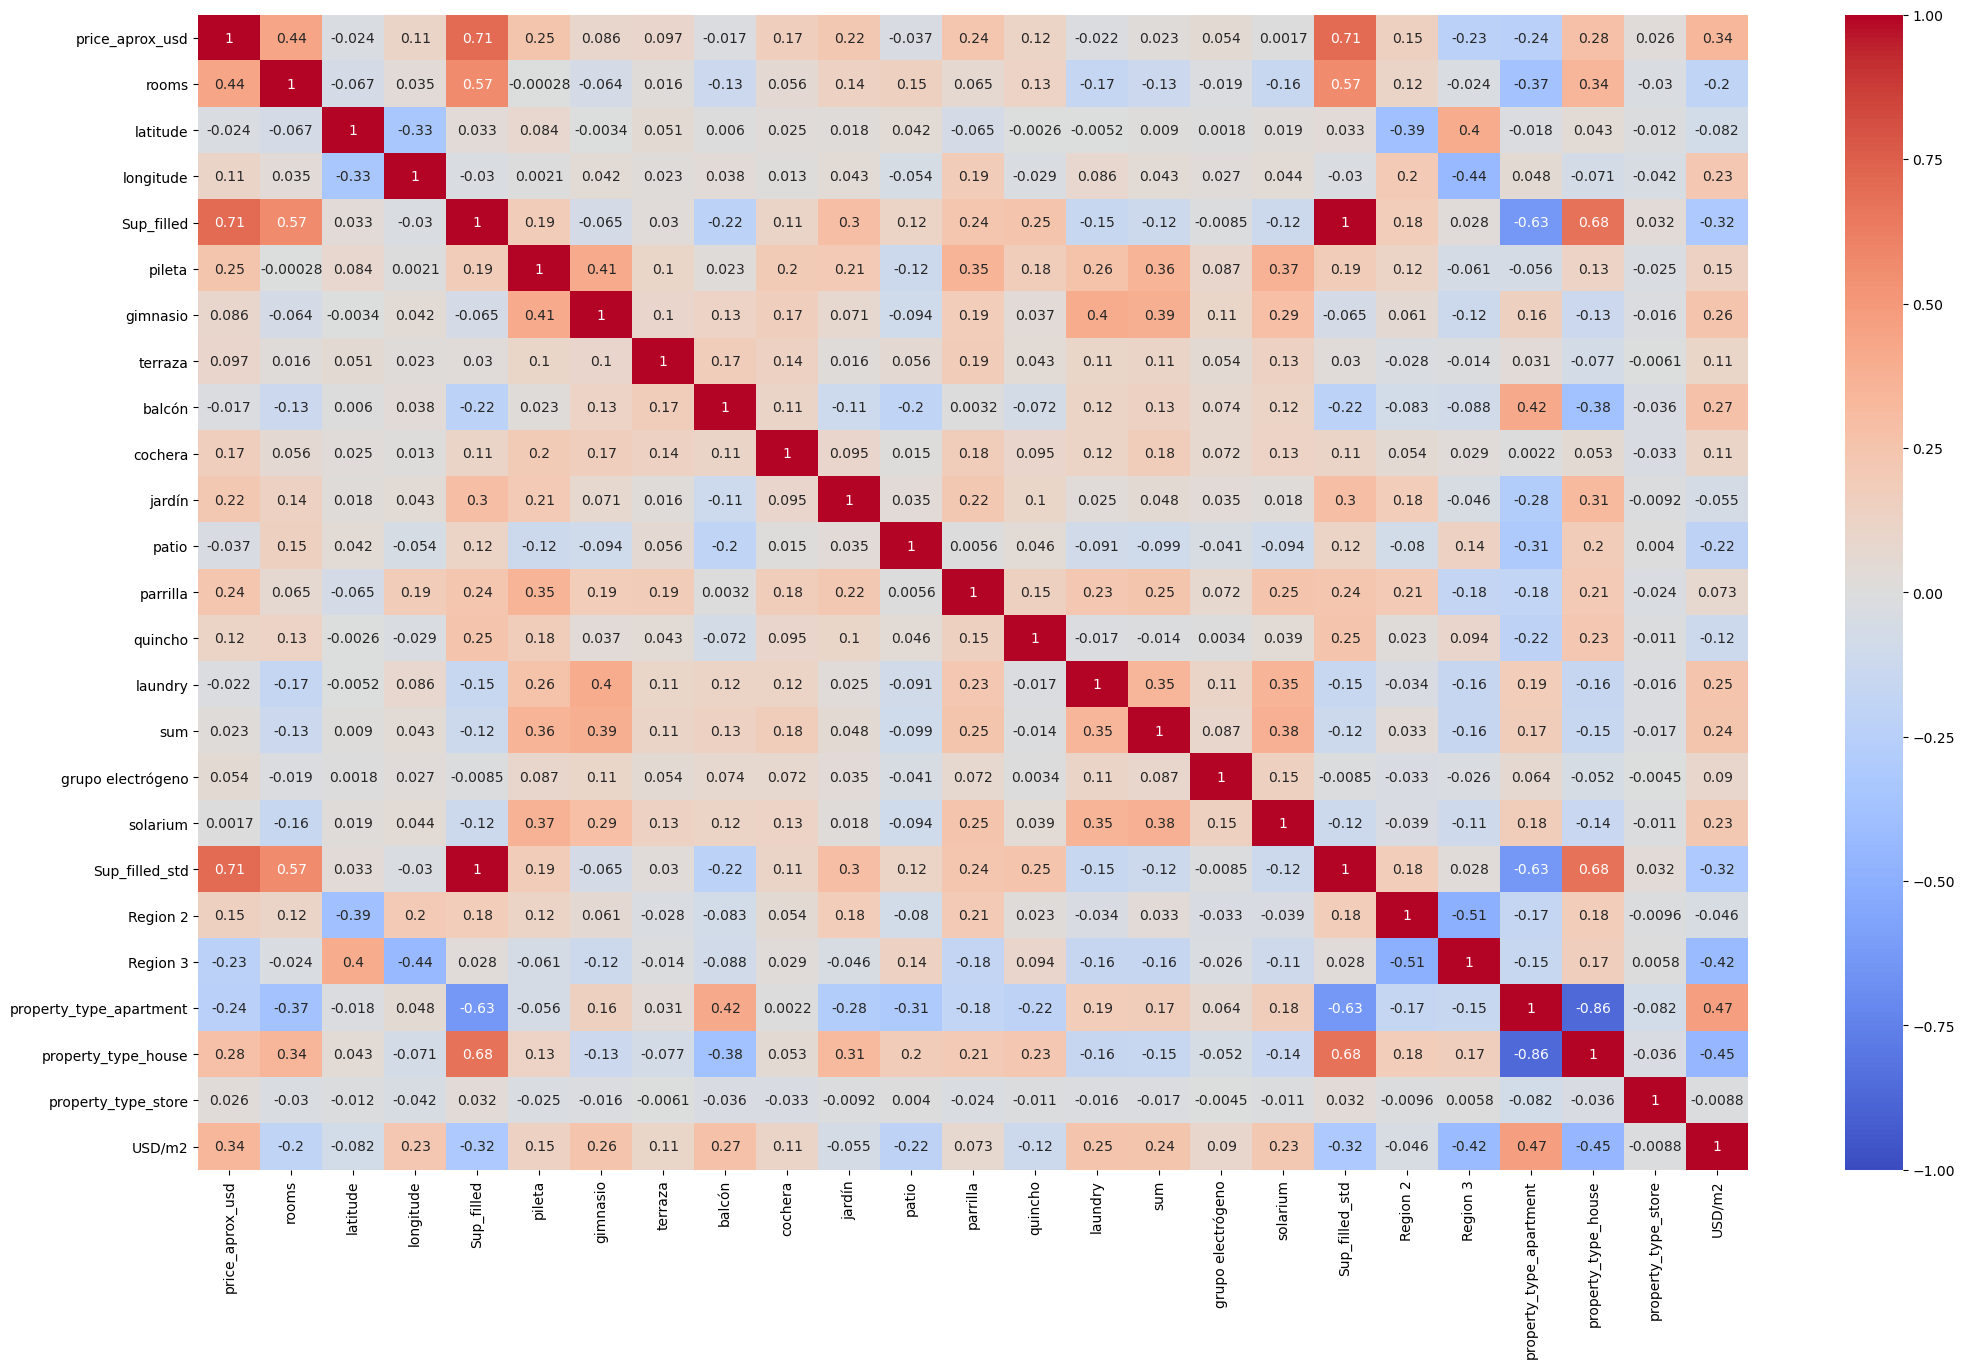 price_aprox_usd 1 0.44 -0.024 0.11 0.71 0.25 0.086 0.097 -0.017 0.17 0.22 -0.037 0.24 0.12 -0.022 0.023 0.054 0.0017 0.71 0.15 -0.23 -0.24 0.28 0.026 0.34
rooms 0.44 1 -0.067 0.035 0.57 -0.00028 -0.064 0.016 -0.13 0.056 0.14 0.15 0.065 0.13 -0.17 -0.13 -0.019 -0.16 0.57 0.12 -0.024 -0.37 0.34 -0.03 -0.2
latitude -0.024 -0.067 1 -0.33 0.033 0.084 -0.0034 0.051 0.006 0.025 0.018 0.042 -0.065 -0.0026 -0.0052 0.009 0.0018 0.019 0.033 -0.39 0.4 -0.018 0.043 -0.012 -0.082
longitude 0.11 0.035 -0.33 1 -0.03 0.0021 0.042 0.023 0.038 0.013 0.043 -0.054 0.19 -0.029 0.086 0.043 0.027 0.044 -0.03 0.2 -0.44 0.048 -0.071 -0.042 0.23
Sup_filled 0.71 0.57 0.033 -0.03 1 0.19 -0.065 0.03 -0.22 0.11 0.3 0.12 0.24 0.25 -0.15 -0.12 -0.0085 -0.12 1 0.18 0.028 -0.63 0.68 0.032 -0.32
pileta 0.25 -0.00028 0.084 0.0021 0.19 1 0.41 0.1 0.023 0.2 0.21 -0.12 0.35 0.18 0.26 0.36 0.087 0.37 0.19 0.12 -0.061 -0.056 0.13 -0.025 0.15
gimnasio 0.086 -0.064 -0.0034 0.042 -0.065 0.41 1 0.1 0.13 0.17 0.071 -0.094 0.19 0.037 0.4 0.39 0.11 0.29 -0.065 0.061 -0.12 0.16 -0.13 -0.016 0.26
terraza 0.097 0.016 0.051 0.023 0.03 0.1 0.1 1 0.17 0.14 0.016 0.056 0.19 0.043 0.11 0.11 0.054 0.13 0.03 -0.028 -0.014 0.031 -0.077 -0.0061 0.11
balcón -0.017 -0.13 0.006 0.038 -0.22 0.023 0.13 0.17 1 0.11 -0.11 -0.2 0.0032 -0.072 0.12 0.13 0.074 0.12 -0.22 -0.083 -0.088 0.42 -0.38 -0.036 0.27
cochera 0.17 0.056 0.025 0.013 0.11 0.2 0.17 0.14 0.11 1 0.095 0.015 0.18 0.095 0.12 0.18 0.072 0.13 0.11 0.054 0.029 0.0022 0.053 -0.033 0.11
jardín 0.22 0.14 0.018 0.043 0.3 0.21 0.071 0.016 -0.11 0.095 1 0.035 0.22 0.1 0.025 0.048 0.035 0.018 0.3 0.18 -0.046 -0.28 0.31 -0.0092 -0.055
patio -0.037 0.15 0.042 -0.054 0.12 -0.12 -0.094 0.056 -0.2 0.015 0.035 1 0.0056 0.046 -0.091 -0.099 -0.041 -0.094 0.12 -0.08 0.14 -0.31 0.2 0.004 -0.22
parrilla 0.24 0.065 -0.065 0.19 0.24 0.35 0.19 0.19 0.0032 0.18 0.22 0.0056 1 0.15 0.23 0.25 0.072 0.25 0.24 0.21 -0.18 -0.18 0.21 -0.024 0.073
quincho 0.12 0.13 -0.0026 -0.029 0.25 0.18 0.037 0.043 -0.072 0.095 0.1 0.046 0.15 1 -0.017 -0.014 0.0034 0.039 0.25 0.023 0.094 -0.22 0.23 -0.011 -0.12
laundry -0.022 -0.17 -0.0052 0.086 -0.15 0.26 0.4 0.11 0.12 0.12 0.025 -0.091 0.23 -0.017 1 0.35 0.11 0.35 -0.15 -0.034 -0.16 0.19 -0.16 -0.016 0.25
sum 0.023 -0.13 0.009 0.043 -0.12 0.36 0.39 0.11 0.13 0.18 0.048 -0.099 0.25 -0.014 0.35 1 0.087 0.38 -0.12 0.033 -0.16 0.17 -0.15 -0.017 0.24
grupo electrógeno 0.054 -0.019 0.0018 0.027 -0.0085 0.087 0.11 0.054 0.074 0.072 0.035 -0.041 0.072 0.0034 0.11 0.087 1 0.15 -0.0085 -0.033 -0.026 0.064 -0.052 -0.0045 0.09
solarium 0.0017 -0.16 0.019 0.044 -0.12 0.37 0.29 0.13 0.12 0.13 0.018 -0.094 0.25 0.039 0.35 0.38 0.15 1 -0.12 -0.039 -0.11 0.18 -0.14 -0.011 0.23
Sup_filled_std 0.71 0.57 0.033 -0.03 1 0.19 -0.065 0.03 -0.22 0.11 0.3 0.12 0.24 0.25 -0.15 -0.12 -0.0085 -0.12 1 0.18 0.028 -0.63 0.68 0.032 -0.32
Region 2 0.15 0.12 -0.39 0.2 0.18 0.12 0.061 -0.028 -0.083 0.054 0.18 -0.08 0.21 0.023 -0.034 0.033 -0.033 -0.039 0.18 1 -0.51 -0.17 0.18 -0.0096 -0.046
Region 3 -0.23 -0.024 0.4 -0.44 0.028 -0.061 -0.12 -0.014 -0.088 0.029 -0.046 0.14 -0.18 0.094 -0.16 -0.16 -0.026 -0.11 0.028 -0.51 1 -0.15 0.17 0.0058 -0.42
property_type_apartment -0.24 -0.37 -0.018 0.048 -0.63 -0.056 0.16 0.031 0.42 0.0022 -0.28 -0.31 -0.18 -0.22 0.19 0.17 0.064 0.18 -0.63 -0.17 -0.15 1 -0.86 -0.082 0.47
property_type_house 0.28 0.34 0.043 -0.071 0.68 0.13 -0.13 -0.077 -0.38 0.053 0.31 0.2 0.21 0.23 -0.16 -0.15 -0.052 -0.14 0.68 0.18 0.17 -0.86 1 -0.036 -0.45
property_type_store 0.026 -0.03 -0.012 -0.042 0.032 -0.025 -0.016 -0.0061 -0.036 -0.033 -0.0092 0.004 -0.024 -0.011 -0.016 -0.017 -0.0045 -0.011 0.032 -0.0096 0.0058 -0.082 -0.036 1 -0.0088
USD/m2 0.34 -0.2 -0.082 0.23 -0.32 0.15 0.26 0.11 0.27 0.11 -0.055 -0.22 0.073 -0.12 0.25 0.24 0.09 0.23 -0.32 -0.046 -0.42 0.47 -0.45 -0.0088 1
price_aprox_usd
rooms
latitude
longitude
Sup_filled
pileta
gimnasio
terraza
balcón
cochera
jardín
patio
parrilla
quincho
laundry
sum
grupo electrógeno
solarium
Sup_filled_std
Region 2
Region 3
property_type_apartment
property_type_house
property_type_store
USD/m2
1.00
0.75
0.50
0.25
0.00
−0.25
−0.50
−0.75
−1.00